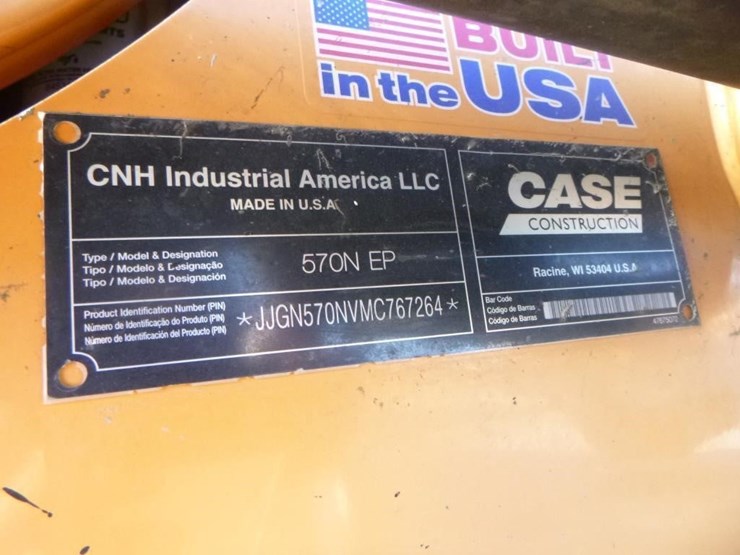 BUILT
in the USA
CNH Industrial America LLC
MADE IN U.S.A
Type / Model & Designation
Tipo / Modelo & Designação
Tipo / Modelo & Designación
570N EP
Product Identification Number (PIN)
Número de Identificação do Produto (PIN)
Número de Identificación del Producto (PIN)
*JJGN570NVMC767264*
CASE
CONSTRUCTION
Racine, WI 53404 U.S.A
Bar Code
Código de Barras
Código de Barras